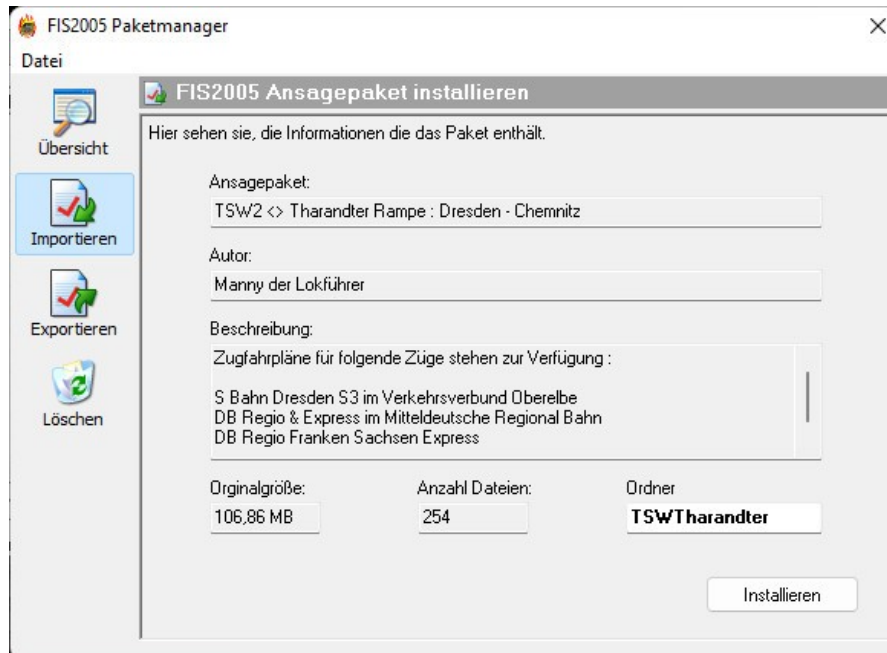 FIS2005 Paketmanager
Datei
Übersicht
Importieren
Exportieren
Löschen
FIS2005 Ansagepaket installieren
Hier sehen sie, die Informationen die das Paket enthält.
Ansagepaket:
TSW2 <> Tharandter Rampe : Dresden - Chemnitz
Autor:
Manny der Lokführer
Beschreibung:
Zugfahrpläne für folgende Züge stehen zur Verfügung :
S Bahn Dresden S3 im Verkehrsverbund Oberelbe
DB Regio & Express im Mitteldeutsche Regional Bahn
DB Regio Franken Sachsen Express
Orginalgröße:
106,86 MB
Anzahl Dateien:
254
Ordner
TSWTharandter
Installieren